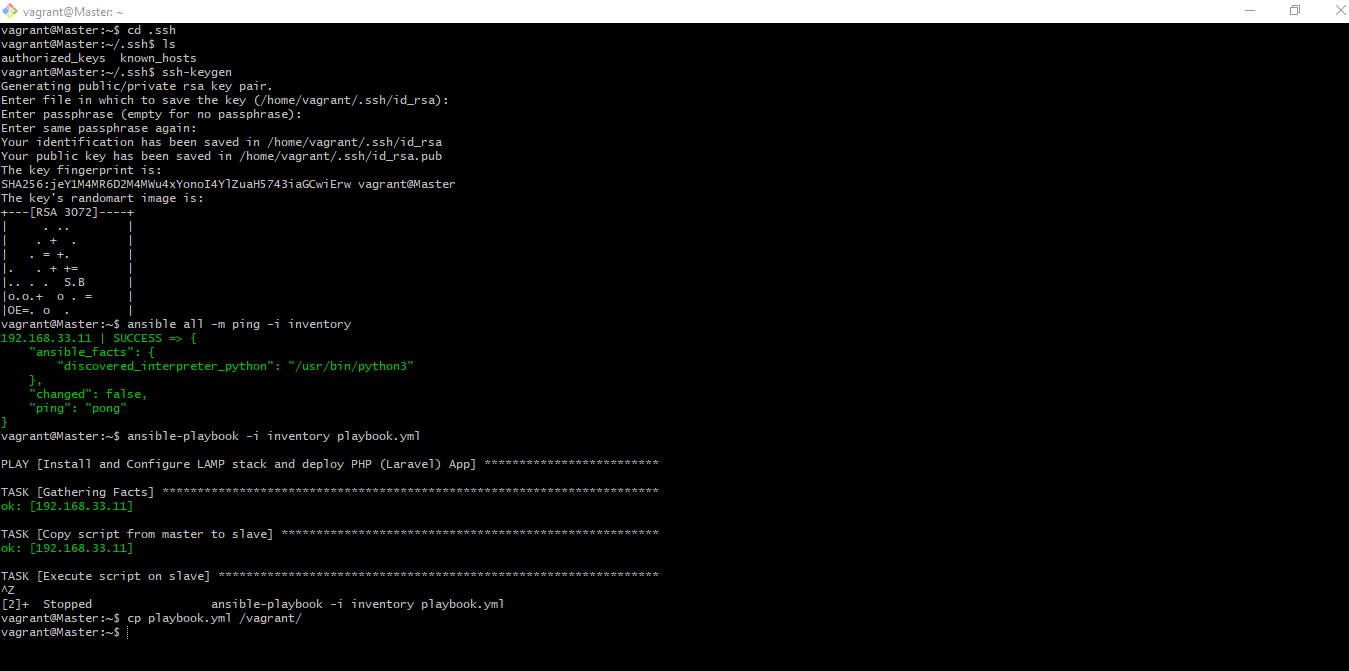 vagrant@Master: ~
vagrant@Master:~$ cd .ssh
vagrant@Master:~/.ssh$ ls
authorized_keys  known_hosts
vagrant@Master:~/.ssh$ ssh-keygen
Generating public/private rsa key pair.
Enter file in which to save the key (/home/vagrant/.ssh/id_rsa):
Enter passphrase (empty for no passphrase):
Enter same passphrase again:
Your identification has been saved in /home/vagrant/.ssh/id_rsa
Your public key has been saved in /home/vagrant/.ssh/id_rsa.pub
The key fingerprint is:
SHA256:jeY1M4MR6D2M4MWu4xYonoI4YlZuaH5743iaGCwiErw vagrant@Master
The key's randomart image is:
+---[RSA 3072]----+
|     . ..        |
|    . +  .       |
|   . = +.        |
|.   . + +=       |
|.. . .  S.B      |
|o.o.+  o . =     |
|OE=. o  .        |
vagrant@Master:~$ ansible all -m ping -i inventory
192.168.33.11 | SUCCESS => {
    "ansible_facts": {
        "discovered_interpreter_python": "/usr/bin/python3"
    },
    "changed": false,
    "ping": "pong"
}
vagrant@Master:~$ ansible-playbook -i inventory playbook.yml
PLAY [Install and Configure LAMP stack and deploy PHP (Laravel) App] *************************
TASK [Gathering Facts] ***********************************************************************
ok: [192.168.33.11]
TASK [Copy script from master to slave] ******************************************************
ok: [192.168.33.11]
TASK [Execute script on slave] ***************************************************************
^Z
[2]+  Stopped                 ansible-playbook -i inventory playbook.yml
vagrant@Master:~$ cp playbook.yml /vagrant/
vagrant@Master:~$